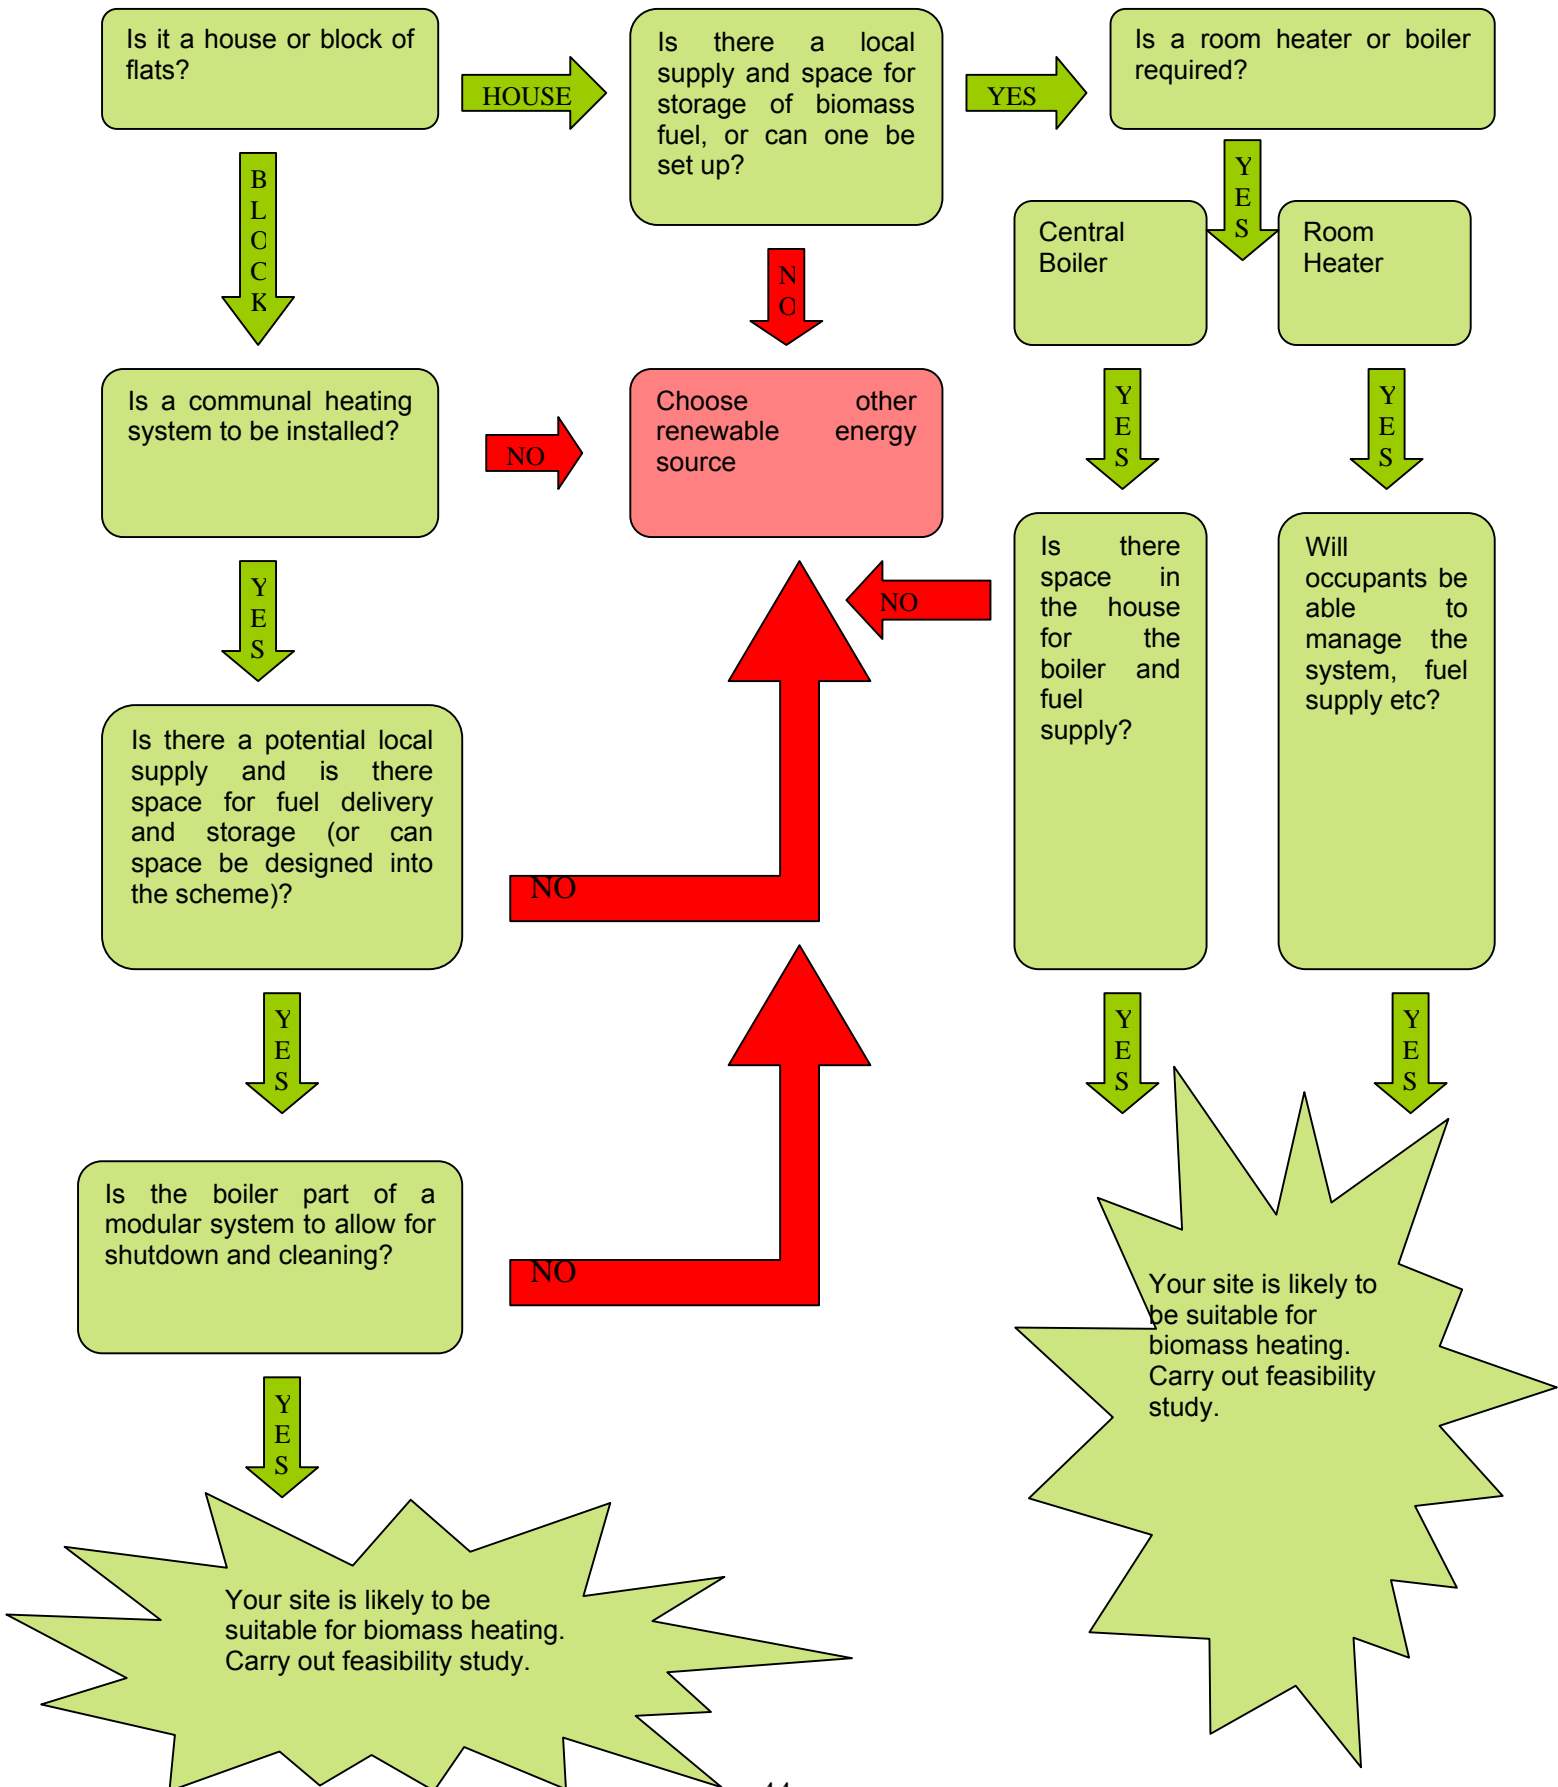 Is it a house or block of
flats?
HOUSE
Is there a local
supply and space for
storage of biomass
fuel, or can one be
set up?
YES
Is a room heater or boiler
required?
B
L
O
C
K
N
O
Y
E
S
Central
Boiler
Room
Heater
Is a communal heating
system to be installed?
NO
Choose other
renewable energy
source
Y
E
S
Y
E
S
Y
E
S
NO
Is there
space in
the house
for the
boiler and
fuel
supply?
Will
occupants be
able to
manage the
system, fuel
supply etc?
Is there a potential local
supply and is there
space for fuel delivery
and storage (or can
space be designed into
the scheme)?
NO
Y
E
S
Y
E
S
Y
E
S
Is the boiler part of a
modular system to allow for
shutdown and cleaning?
NO
Your site is likely to
be suitable for
biomass heating.
Carry out feasibility
study.
Y
E
S
Your site is likely to be
suitable for biomass heating.
Carry out feasibility study.